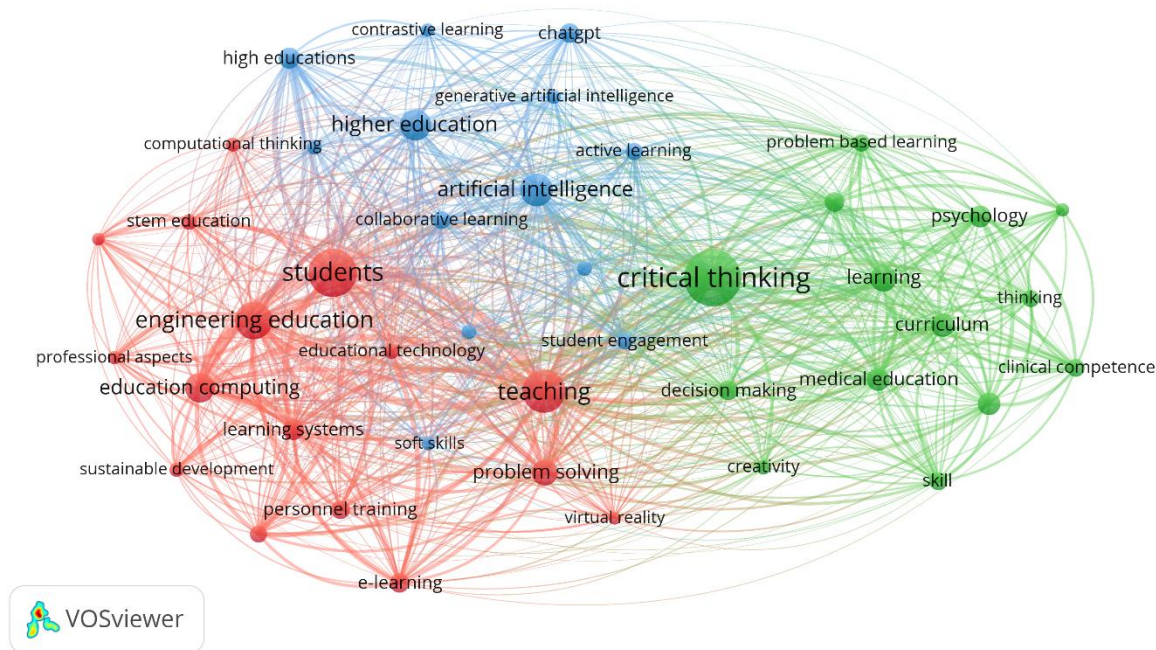 contrastive learning
chatgpt
high educations
generative artificial intelligence
higher education
computational thinking
active learning
problem based learning
artificial intelligence
collaborative learning
stem education
psychology
students
critical thinking
learning
thinking
engineering education
curriculum
student engagement
educational technology
professional aspects
clinical competence
education computing
teaching
decision making
medical education
learning systems
soft skills
sustainable development
problem solving
creativity
skill
personnel training
virtual reality
e-learning
VOSviewer